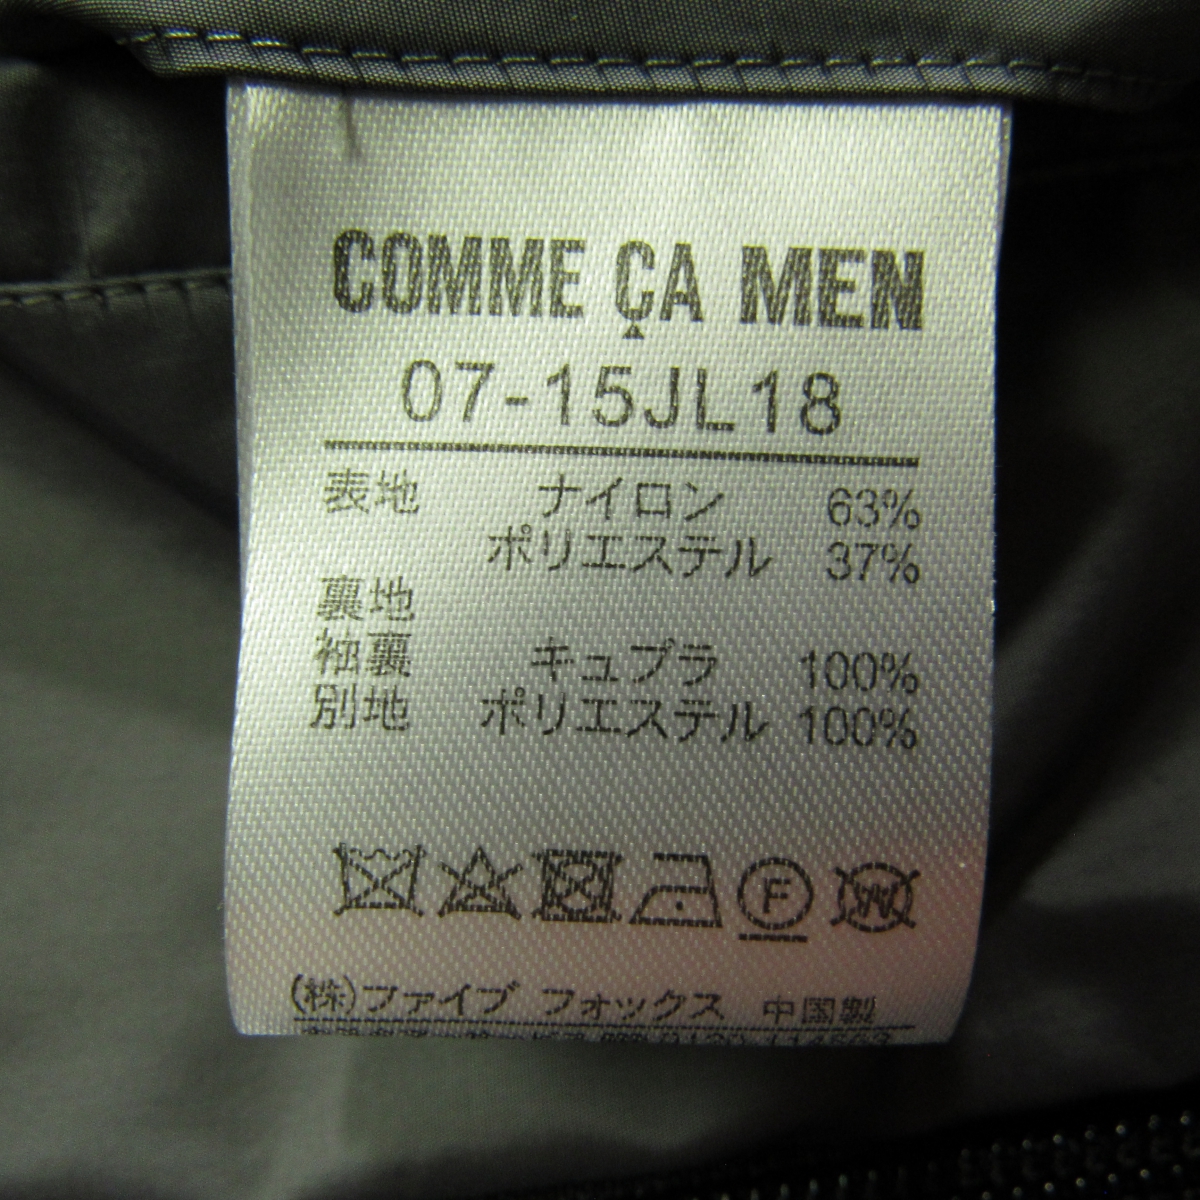 COMME ÇA MEN
07-15JL18
表地 ナイロン 63%
ポリエステル 37%
裏地
袖裏 キュプラ 100%
別地 ポリエステル 100%
F W
(株)ファイブ フォックス 中国製